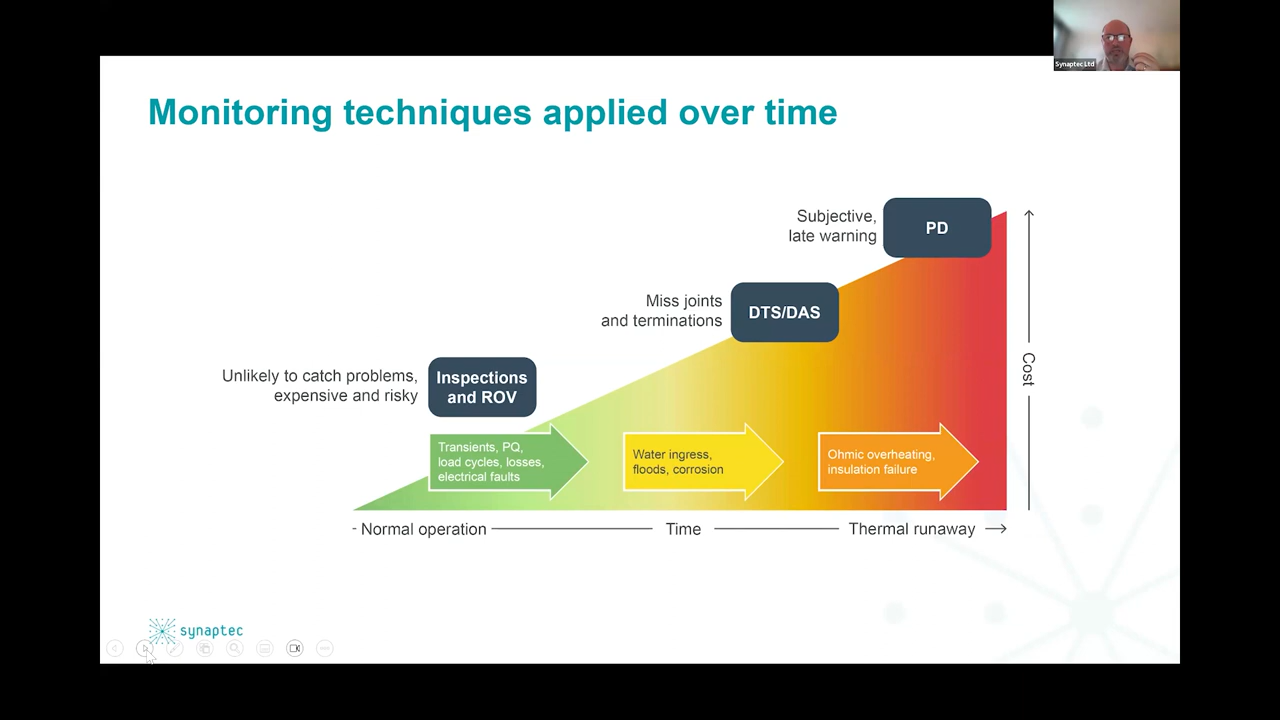 Synaptec Ltd
Monitoring techniques applied over time
Subjective,
late warning
PD
Miss joints
and terminations
DTS/DAS
Unlikely to catch problems,
expensive and risky
Inspections
and ROV
Cost
Transients, PQ,
load cycles, losses,
electrical faults
Water ingress,
floods, corrosion
Ohmic overheating,
insulation failure
Normal operation
Time
Thermal runaway
synaptec